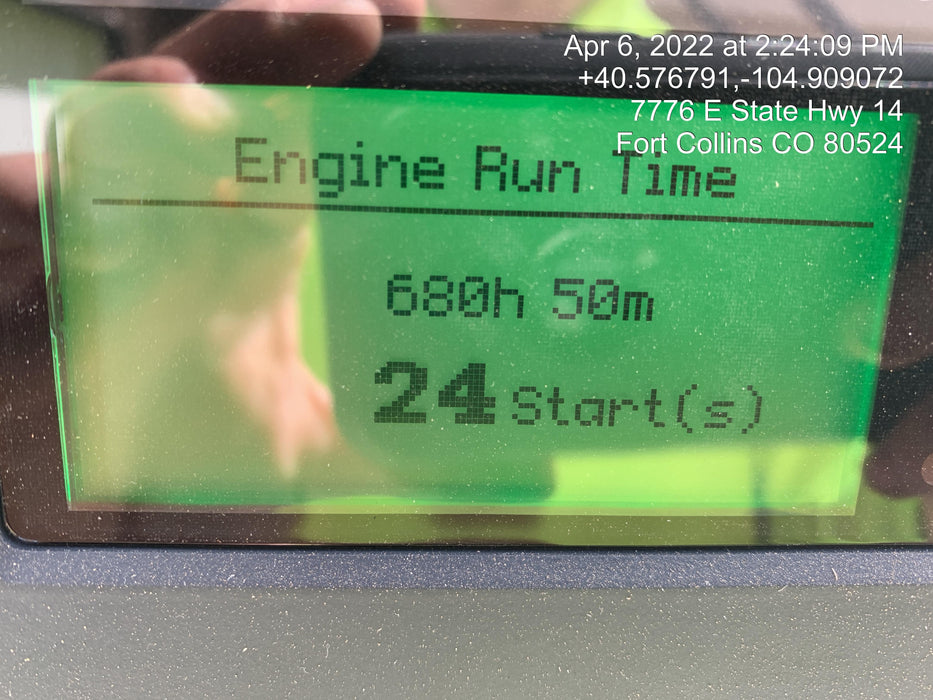 Apr 6, 2022 at 2:24:09 PM
+40.576791,-104.909072
7776 E State Hwy 14
Fort Collins CO 80524
Engine Run Time
680h 50m
24 Start(s)